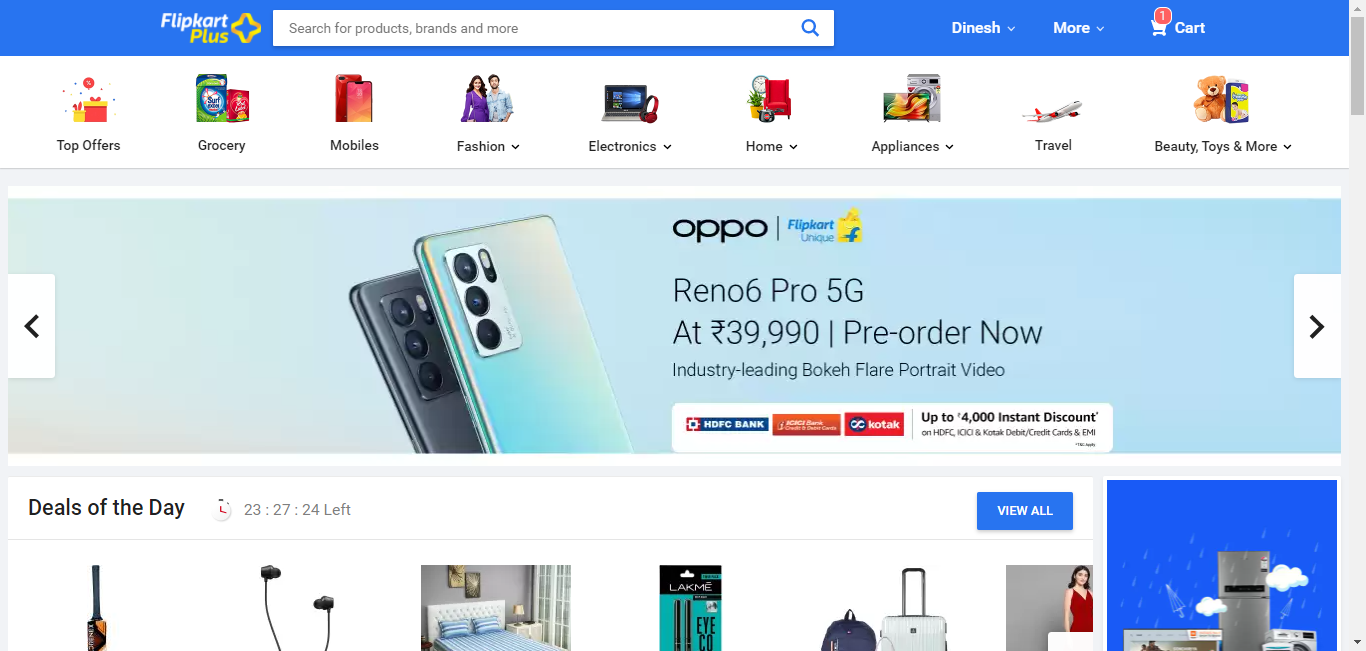 Flipkart
Plus
Search for products, brands and more
Dinesh
More
1
Cart
Top Offers
Grocery
Mobiles
Fashion
Electronics
Home
Appliances
Travel
Beauty, Toys & More
oppo | Flipkart
Unique
Reno6 Pro 5G
At ₹39,990 | Pre-order Now
Industry-leading Bokeh Flare Portrait Video
HDFC BANK
ICICI Bank
Credit & Debit Cards
kotak
Up to ₹4,000 Instant Discount*
on HDFC, ICICI & Kotak Debit/Credit Cards & EMI
*T&C Apply
Deals of the Day
23 : 27 : 24 Left
VIEW ALL
LAKMĒ
EYE
CO